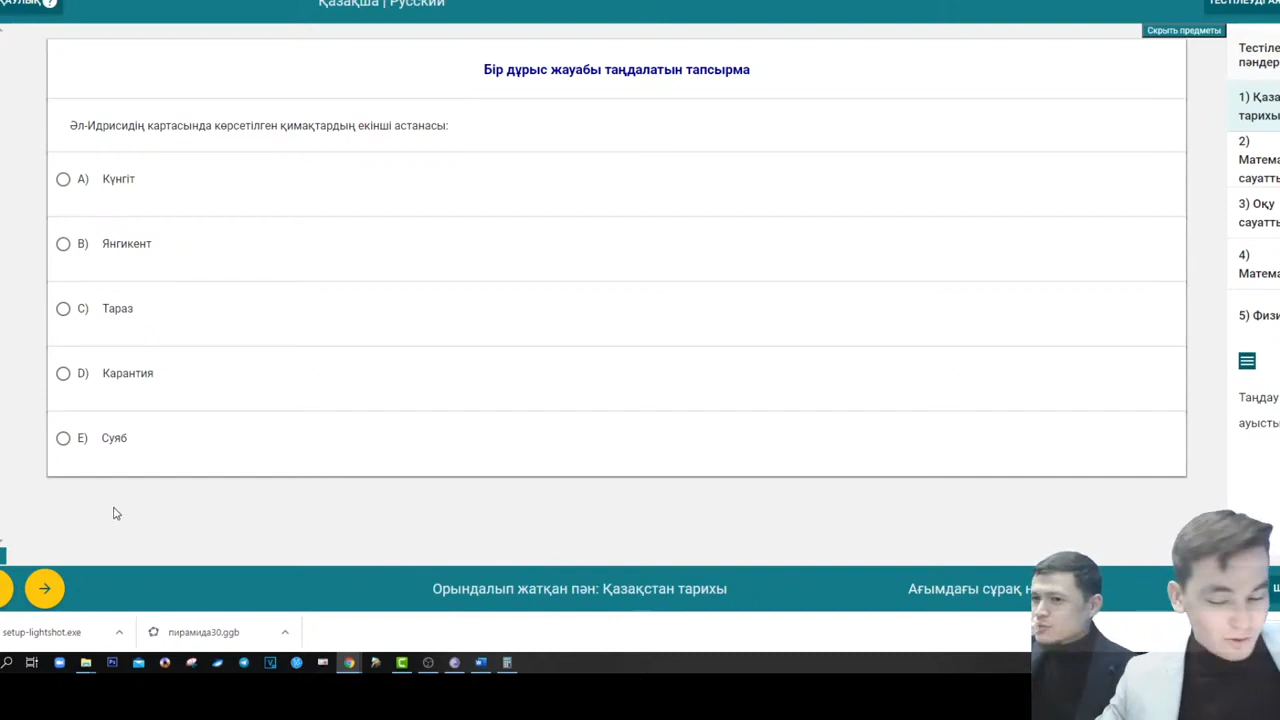 Қазақша | Русский
Скрыть предметы
Бір дұрыс жауабы таңдалатын тапсырма
Әл-Идрисидің картасында көрсетілген қимақтардың екінші астанасы:
A) Күнгіт
B) Янгикент
C) Тараз
D) Карантия
E) Суяб
1) Қаза
тарихы
2)
Матема
сауатты
3) Оқу
сауатты
4)
Матема
5) Физи
Таңдау
ауысты
Орындалып жатқан пән: Қазақстан тарихы
Ағымдағы сұрақ н
setup-lightshot.exe
пирамида30.ggb